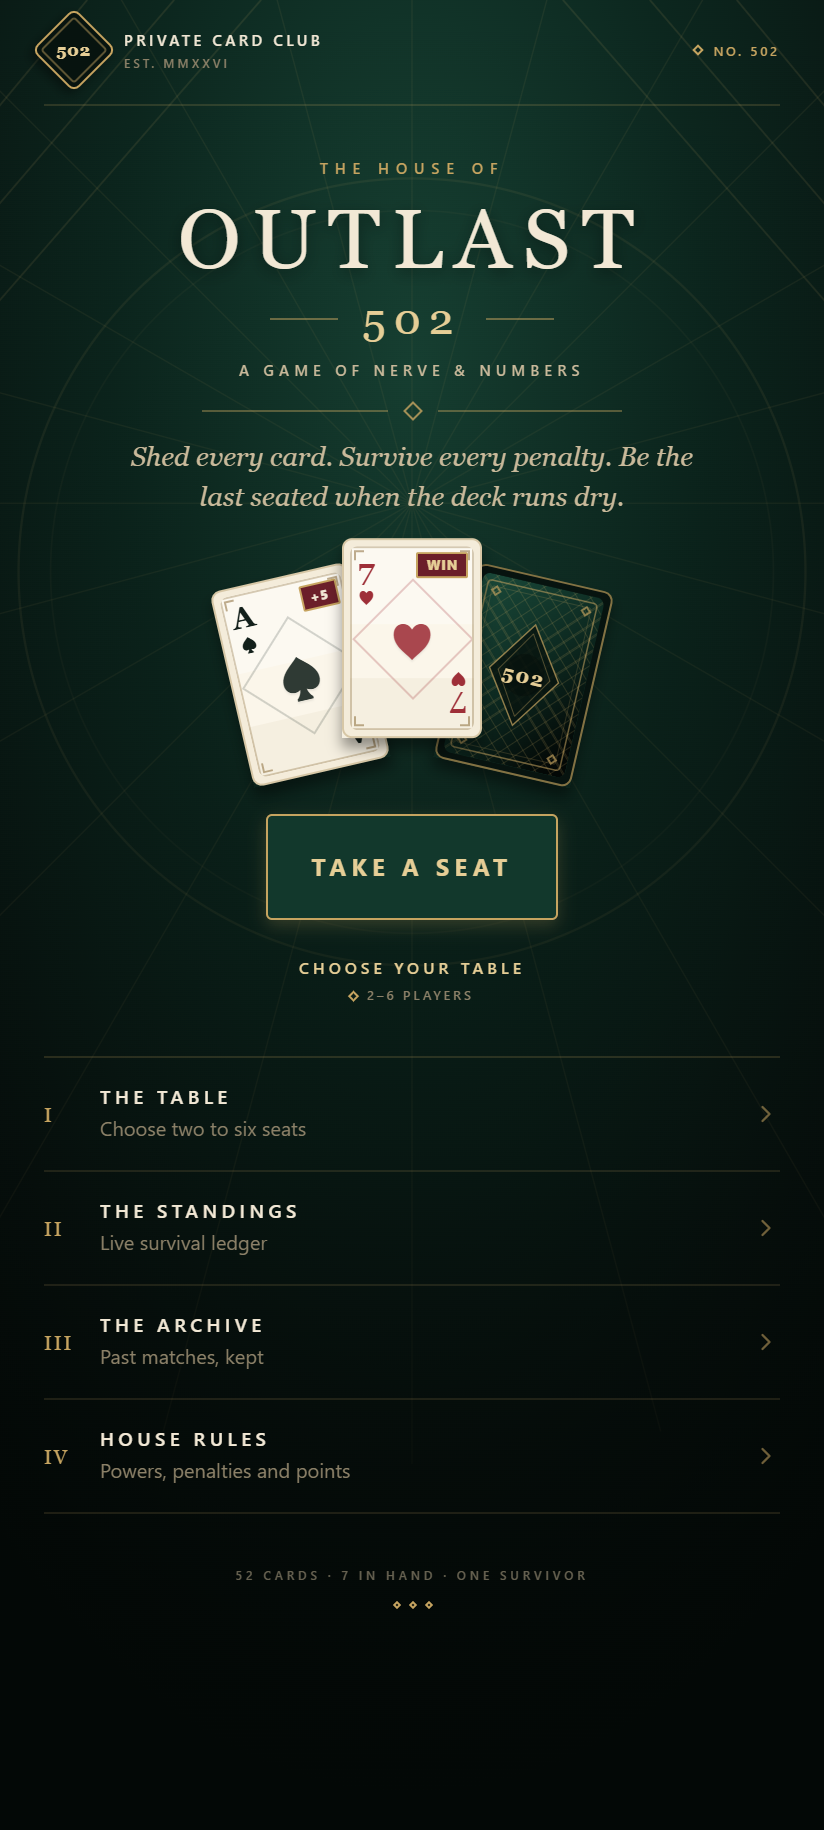 502
PRIVATE CARD CLUB
EST. MMXXVI
NO. 502
THE HOUSE OF
OUTLAST
502
A GAME OF NERVE & NUMBERS
Shed every card. Survive every penalty. Be the
last seated when the deck runs dry.
A
+5
7
WIN
7
502
TAKE A SEAT
CHOOSE YOUR TABLE
2–6 PLAYERS
I
THE TABLE
Choose two to six seats
II
THE STANDINGS
Live survival ledger
III
THE ARCHIVE
Past matches, kept
IV
HOUSE RULES
Powers, penalties and points
52 CARDS · 7 IN HAND · ONE SURVIVOR